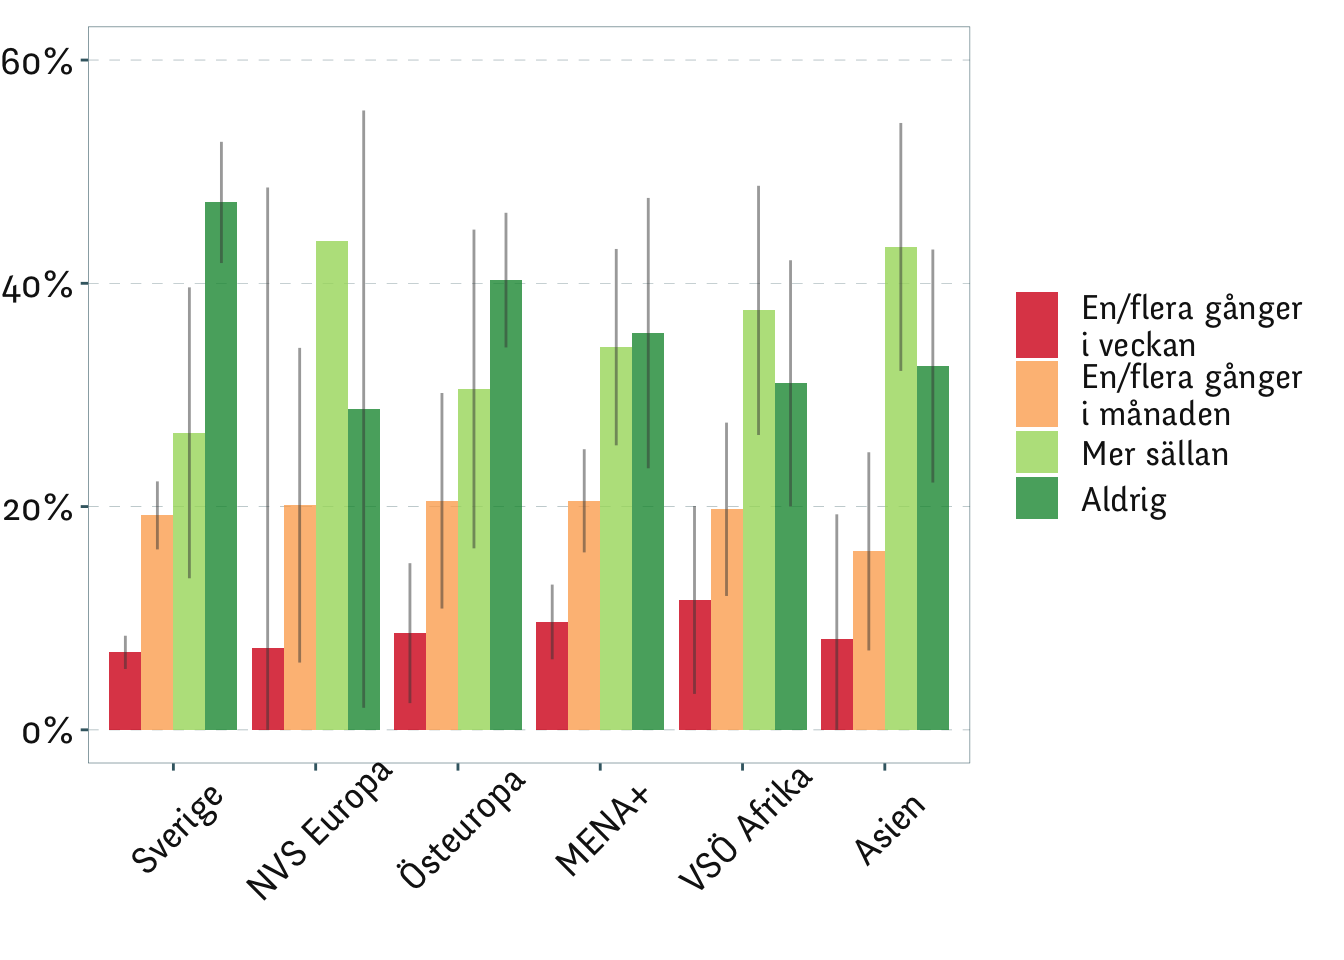 60%
40%
20%
0%
Sverige
NVS Europa
Östeuropa
MENA+
VSÖ Afrika
Asien
En/flera gånger
i veckan
En/flera gånger
i månaden
Mer sällan
Aldrig